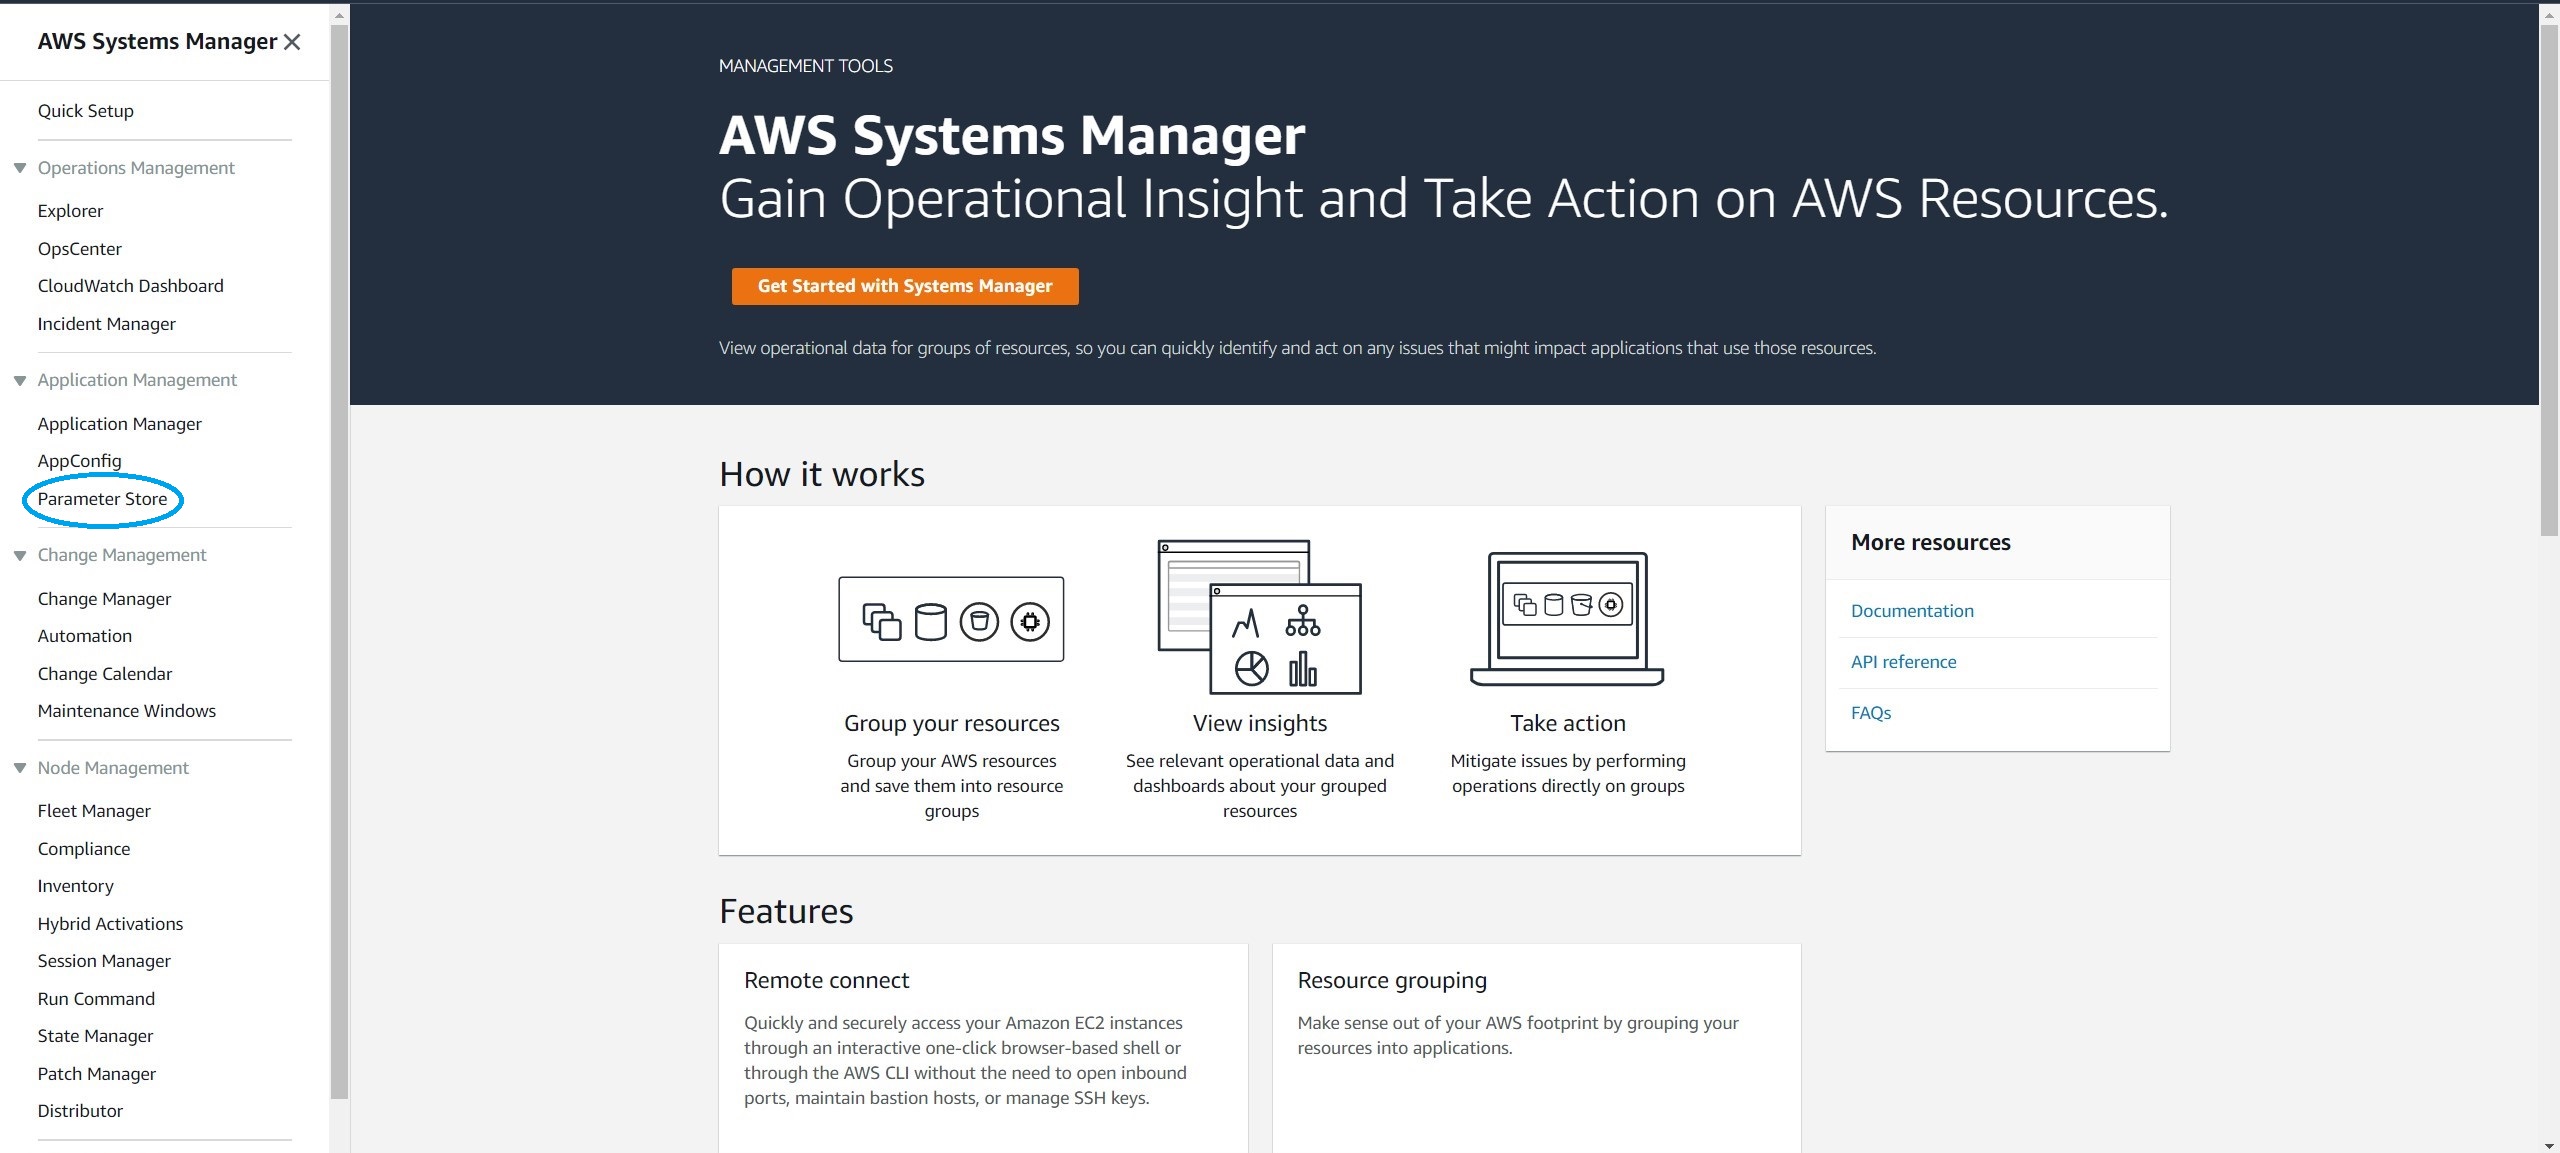 AWS Systems Manager
Quick Setup
Operations Management
Explorer
OpsCenter
CloudWatch Dashboard
Incident Manager
Application Management
Application Manager
AppConfig
Parameter Store
Change Management
Change Manager
Automation
Change Calendar
Maintenance Windows
Node Management
Fleet Manager
Compliance
Inventory
Hybrid Activations
Session Manager
Run Command
State Manager
Patch Manager
Distributor
MANAGEMENT TOOLS
AWS Systems Manager
Gain Operational Insight and Take Action on AWS Resources.
Get Started with Systems Manager
View operational data for groups of resources, so you can quickly identify and act on any issues that might impact applications that use those resources.
How it works
Group your resources
Group your AWS resources
and save them into resource
groups
View insights
See relevant operational data and
dashboards about your grouped
resources
Take action
Mitigate issues by performing
operations directly on groups
More resources
Documentation
API reference
FAQs
Features
Remote connect
Quickly and securely access your Amazon EC2 instances
through an interactive one-click browser-based shell or
through the AWS CLI without the need to open inbound
ports, maintain bastion hosts, or manage SSH keys.
Resource grouping
Make sense out of your AWS footprint by grouping your
resources into applications.